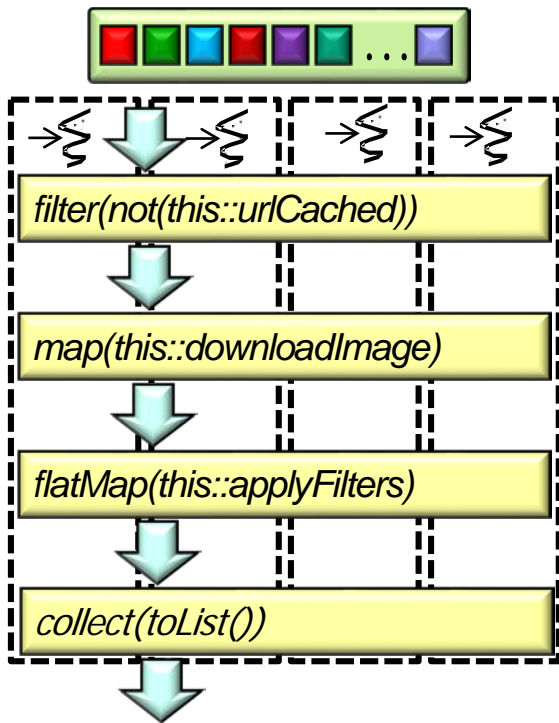 ...
filter(not(this::urlCached))
map(this::downloadImage)
flatMap(this::applyFilters)
collect(toList())